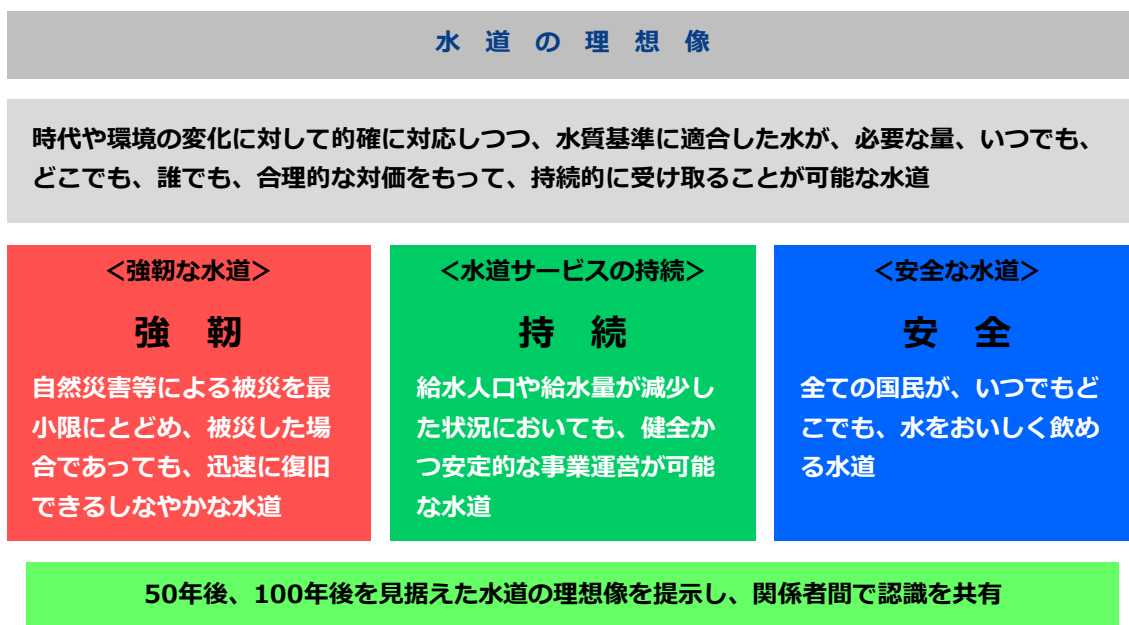 水道の理想像
時代や環境の変化に対して的確に対応しつつ、水質基準に適合した水が、必要な量、いつでも、
どこでも、誰でも、合理的な対価をもって、持続的に受け取ることが可能な水道
＜強靭な水道＞
強 靭
自然災害等による被災を最
小限にとどめ、被災した場
合であっても、迅速に復旧
できるしなやかな水道
＜水道サービスの持続＞
持 続
給水人口や給水量が減少し
た状況においても、健全か
つ安定的な事業運営が可能
な水道
＜安全な水道＞
安 全
全ての国民が、いつでもど
こでも、水をおいしく飲め
る水道
50年後、100年後を見据えた水道の理想像を提示し、関係者間で認識を共有